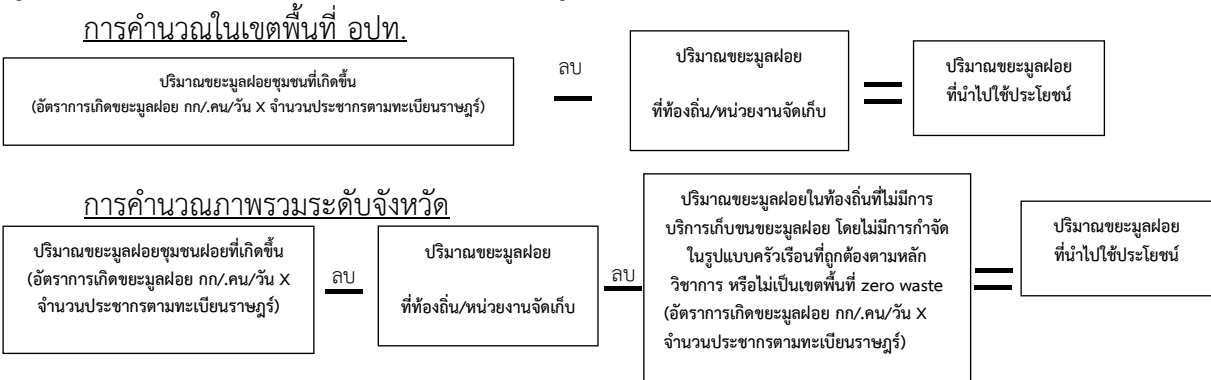 การคำนวณในเขตพื้นที่ อปท.
ปริมาณขยะมูลฝอยชุมชนที่เกิดขึ้น
(อัตราการเกิดขยะมูลฝอย กก/.คน/วัน X จำนวนประชากรตามทะเบียนราษฎร์)
ลบ
ปริมาณขยะมูลฝอย
ที่ท้องถิ่น/หน่วยงานจัดเก็บ
ปริมาณขยะมูลฝอย
ที่นำไปใช้ประโยชน์
การคำนวณภาพรวมระดับจังหวัด
ปริมาณขยะมูลฝอยชุมชนฝอยที่เกิดขึ้น
(อัตราการเกิดขยะมูลฝอย กก/.คน/วัน X
จำนวนประชากรตามทะเบียนราษฎร์)
ลบ
ปริมาณขยะมูลฝอย
ที่ท้องถิ่น/หน่วยงานจัดเก็บ
ลบ
ปริมาณขยะมูลฝอยในท้องถิ่นที่ไม่มีการ
บริการเก็บขนขยะมูลฝอย โดยไม่มีการกำจัด
ในรูปแบบครัวเรือนที่ถูกต้องตามหลัก
วิชาการ หรือไม่เป็นเขตพื้นที่ zero waste
(อัตราการเกิดขยะมูลฝอย กก/.คน/วัน X
จำนวนประชากรตามทะเบียนราษฎร์)
ปริมาณขยะมูลฝอย
ที่นำไปใช้ประโยชน์